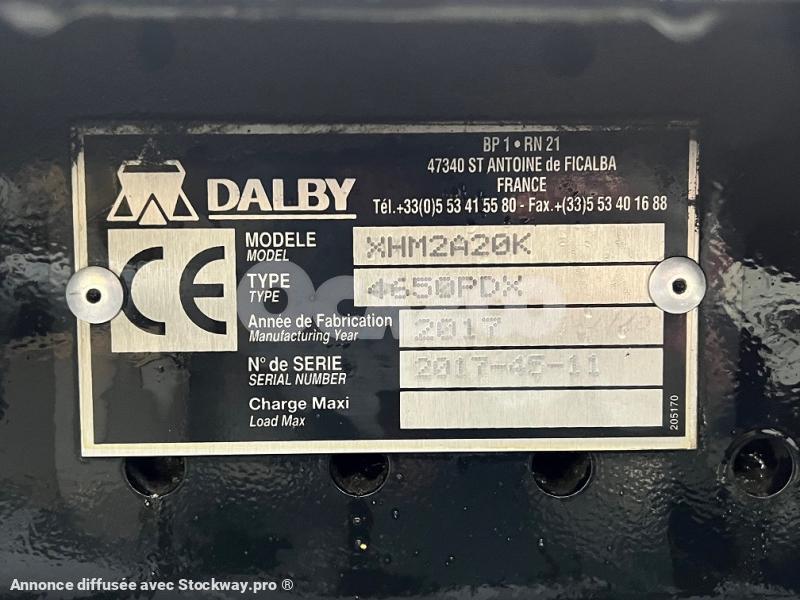 BP 1 • RN 21
47340 ST ANTOINE de FICALBA
FRANCE
Tél.+33(0)5 53 41 55 80 - Fax.+(33)5 53 40 16 88
DALBY
CE
MODELE XHM2A20K
MODEL
TYPE 4650PDX
TYPE
Année de Fabrication 2017
Manufacturing Year
N° de SERIE 2017-46-11
SERIAL NUMBER
Charge Maxi
Load Max
205170
Annonce diffusée avec Stockway.pro ®